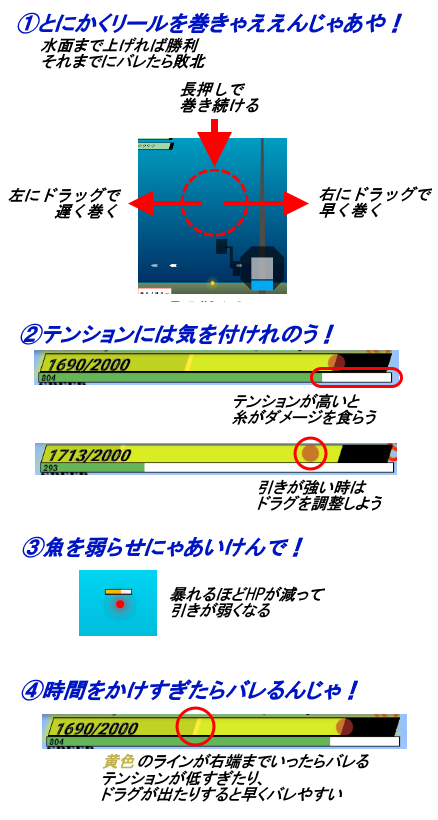 ①とにかくリールを巻きゃええんじゃあや！
水面まで上げれば勝利
それまでにバレたら敗北
長押しで
巻き続ける
左にドラッグで
遅く巻く
右にドラッグで
早く巻く
②テンションには気を付けれのう！
1690/2000
804
テンションが高いと
糸がダメージを食らう
1713/2000
293
引きが強い時は
ドラグを調整しよう
③魚を弱らせにゃあいけんで！
暴れるほどHPが減って
引きが弱くなる
④時間をかけすぎたらバレるんじゃ！
1690/2000
804
黄色のラインが右端までいったらバレる
テンションが低すぎたり、
ドラグが出たりすると早くバレやすい